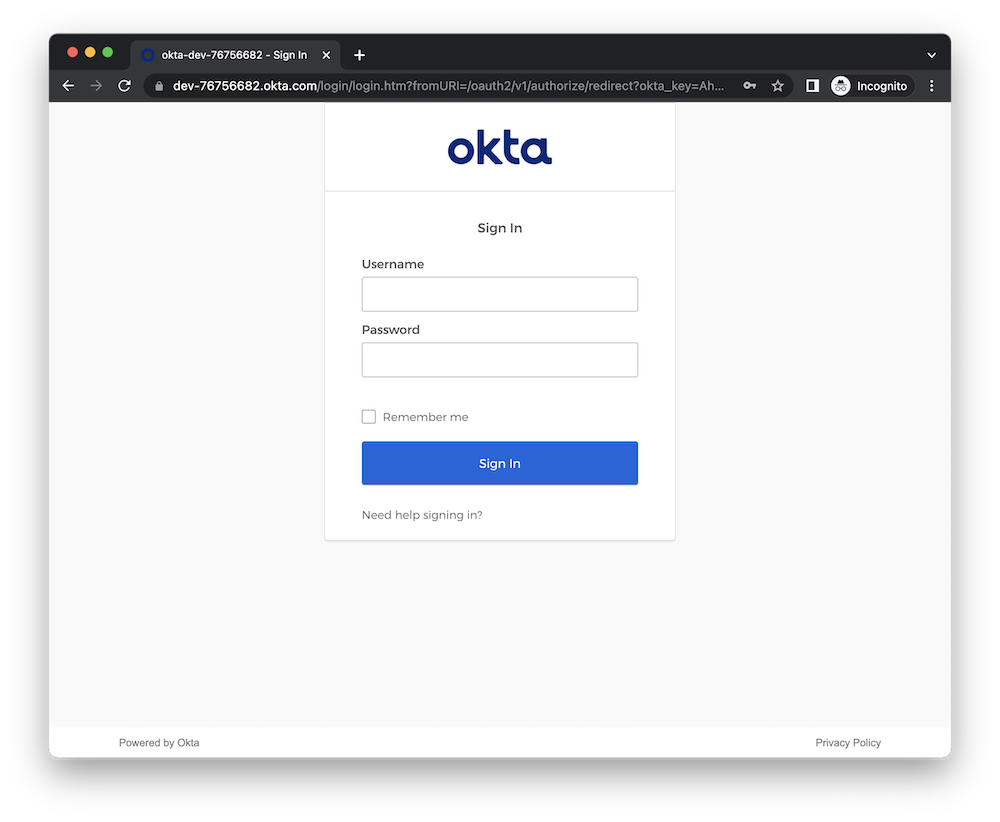 okta-dev-76756682 - Sign In
dev-76756682.okta.com/login/login.htm?fromURI=/oauth2/v1/authorize/redirect?okta_key=Ah...
Incognito
okta
Sign In
Username
Password
Remember me
Sign In
Need help signing in?
Powered by Okta
Privacy Policy